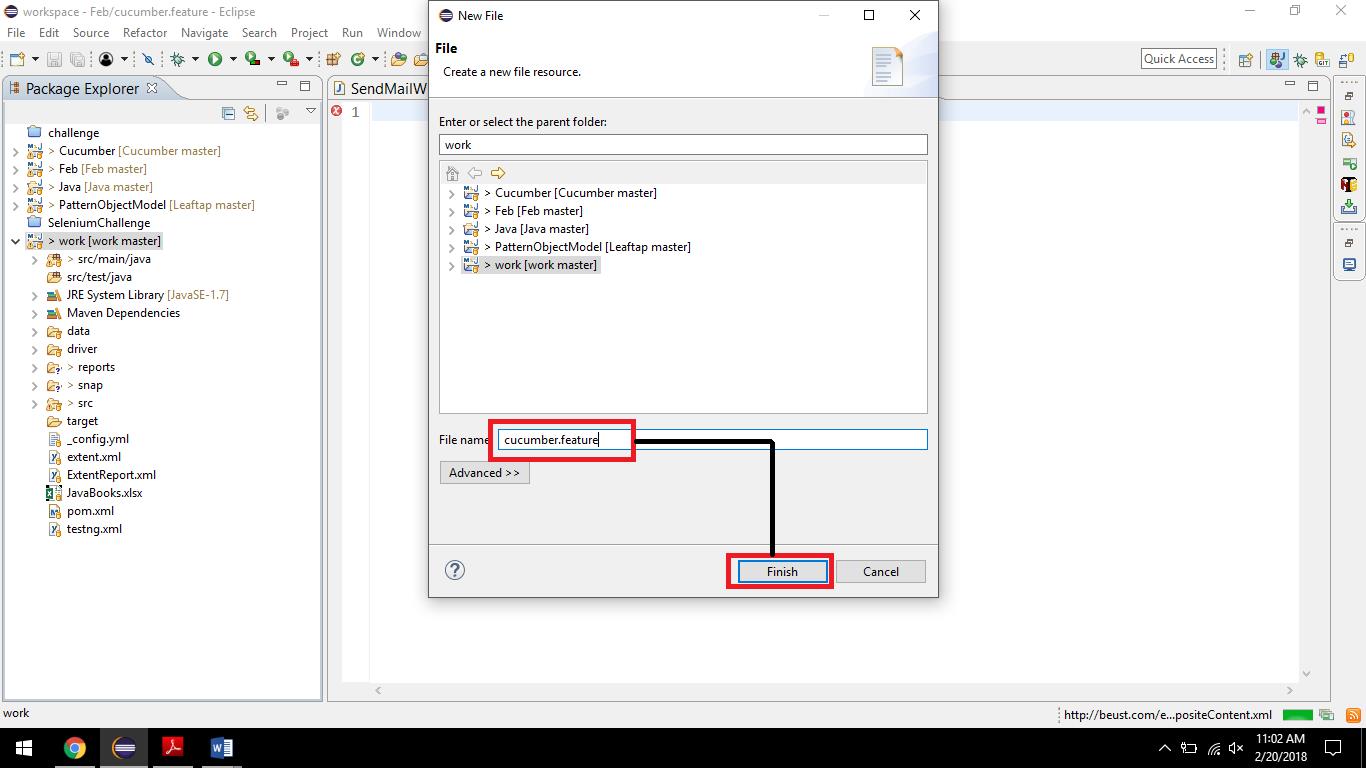 workspace - Feb/cucumber.feature - Eclipse
File Edit Source Refactor Navigate Search Project Run Window
Quick Access
Package Explorer
challenge
> Cucumber [Cucumber master]
> Feb [Feb master]
> Java [Java master]
> PatternObjectModel [Leaftap master]
SeleniumChallenge
> work [work master]
> src/main/java
src/test/java
JRE System Library [JavaSE-1.7]
Maven Dependencies
data
driver
> reports
> snap
> src
target
_config.yml
extent.xml
ExtentReport.xml
JavaBooks.xlsx
pom.xml
testng.xml
SendMailW
1
New File
File
Create a new file resource.
Enter or select the parent folder:
work
> Cucumber [Cucumber master]
> Feb [Feb master]
> Java [Java master]
> PatternObjectModel [Leaftap master]
> work [work master]
File name cucumber.feature
Advanced >>
Finish Cancel
work
http://beust.com/e...positeContent.xml
11:02 AM
2/20/2018